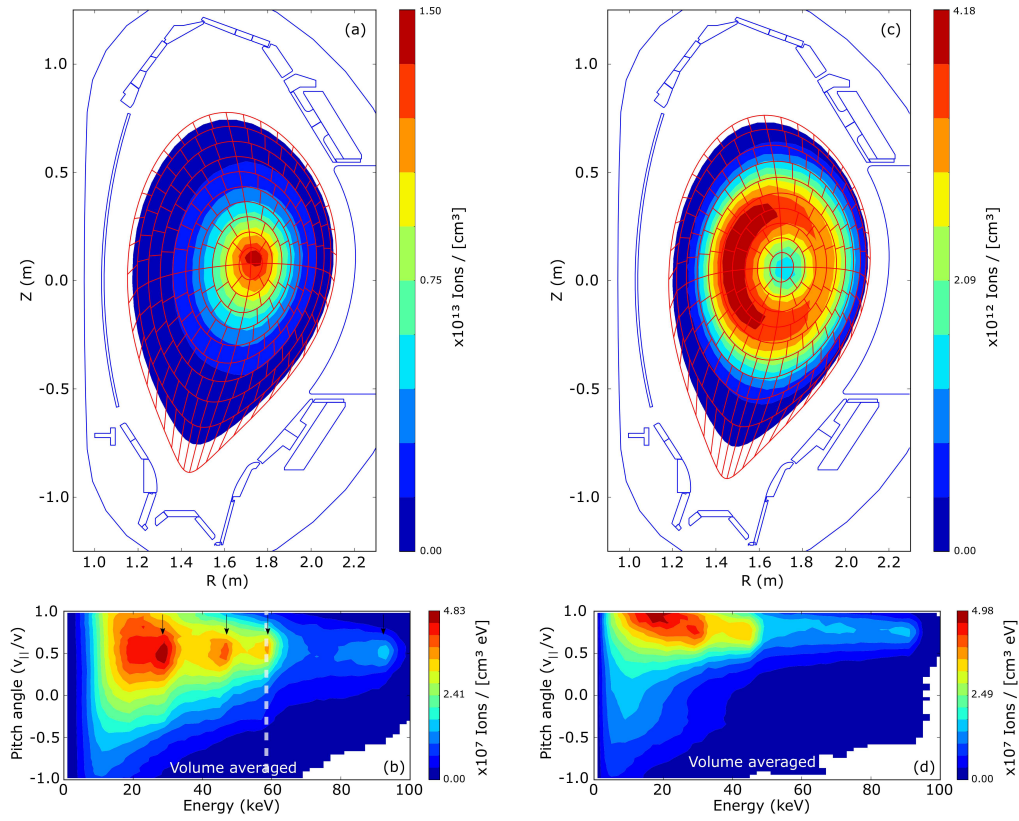 (a)
1.0
0.5
0.0
-0.5
-1.0
Z (m)
1.0 1.2 1.4 1.6 1.8 2.0 2.2
R (m)
1.50
0.75
0.00
x10¹³ Ions / [cm³]
(c)
1.0
0.5
0.0
-0.5
-1.0
Z (m)
1.0 1.2 1.4 1.6 1.8 2.0 2.2
R (m)
4.18
2.09
0.00
x10¹² Ions / [cm³]
1.0
0.5
0.0
-0.5
-1.0
Pitch angle (v||/v)
Volume averaged
(b)
0 20 40 60 80 100
Energy (keV)
4.83
2.41
0.00
x10⁷ Ions / [cm³ eV]
1.0
0.5
0.0
-0.5
-1.0
Pitch angle (v||/v)
Volume averaged
(d)
0 20 40 60 80 100
Energy (keV)
4.98
2.49
0.00
x10⁷ Ions / [cm³ eV]